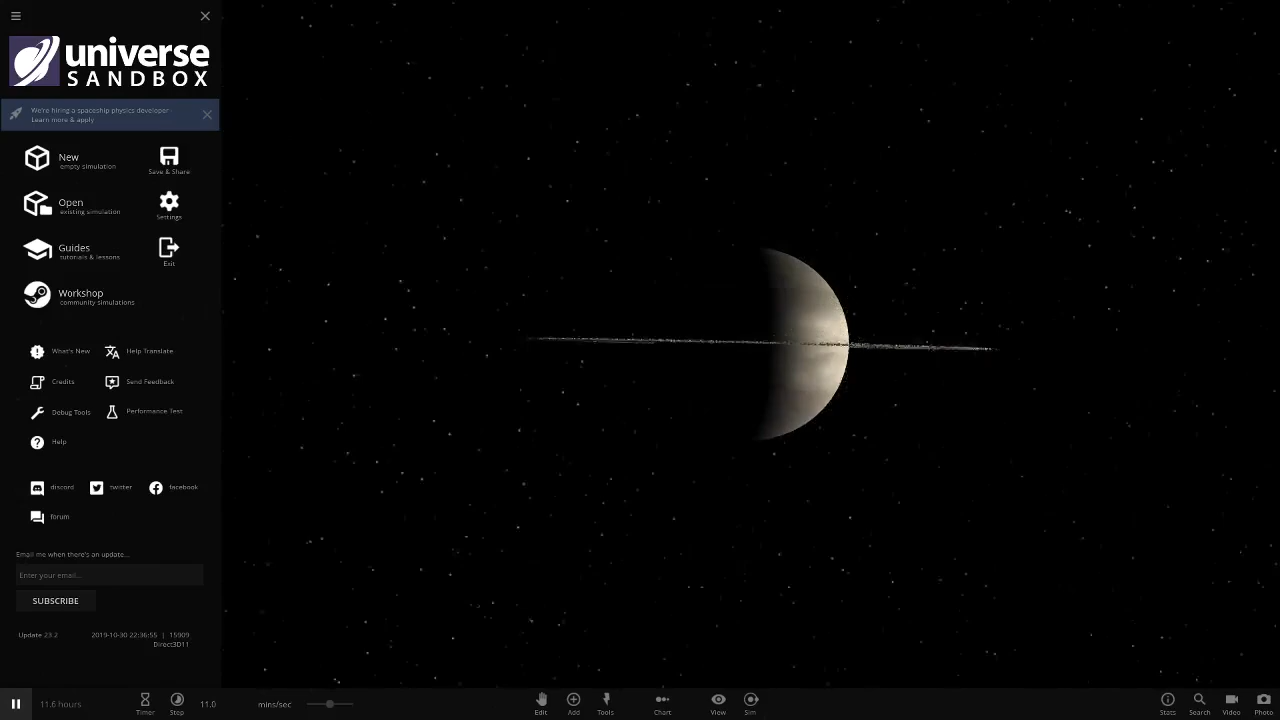 universe
SANDBOX
We're hiring a spaceship physics developer
Learn more & apply
New
empty simulation
Save & Share
Open
existing simulation
Settings
Guides
tutorials & lessons
Exit
Workshop
community simulations
What's New
Help Translate
Credits
Send Feedback
Debug Tools
Performance Test
Help
discord
twitter
facebook
forum
Email me when there's an update...
Enter your email...
SUBSCRIBE
Update 23.2
2019-10-30 22:36:55 | 15909
Direct3D11
11.6 hours
Timer
Step
11.0
mins/sec
Edit
Add
Tools
Chart
View
Sim
Stats
Search
Video
Photo